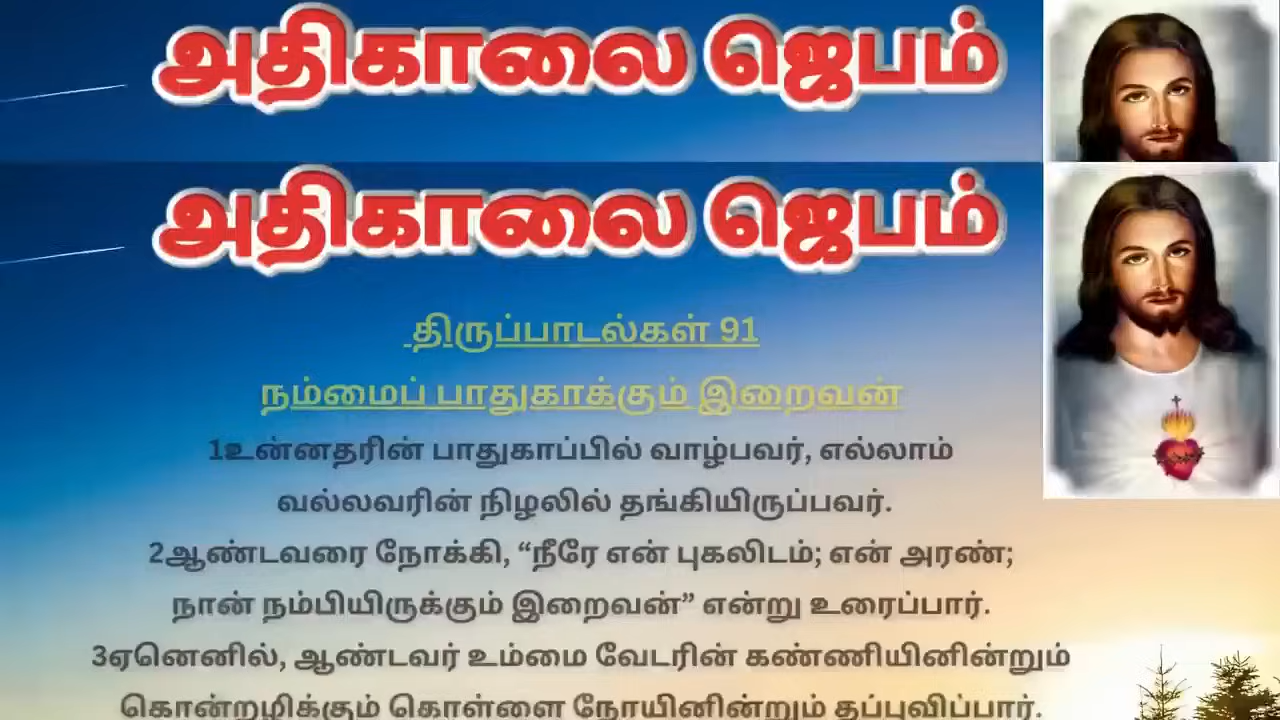 அதிகாலை ஜெபம்
அதிகாலை ஜெபம்
திருப்பாடல்கள் 91
நம்மைப் பாதுகாக்கும் இறைவன்
1உன்னதரின் பாதுகாப்பில் வாழ்பவர், எல்லாம்
வல்லவரின் நிழலில் தங்கியிருப்பவர்.
2ஆண்டவரை நோக்கி, “நீரே என் புகலிடம்; என் அரண்;
நான் நம்பியிருக்கும் இறைவன்” என்று உரைப்பார்.
3ஏனெனில், ஆண்டவர் உம்மை வேடரின் கண்ணியினின்றும்
கொன்றழிக்கும் கொள்ளை நோயினின்றும் தப்புவிப்பார்.